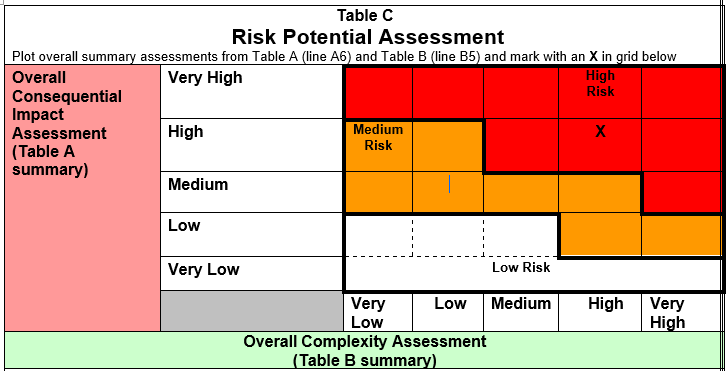 Table C
Risk Potential Assessment
Plot overall summary assessments from Table A (line A6) and Table B (line B5) and mark with an X in grid below
Overall
Consequential
Impact
Assessment
(Table A
summary)
Very High
High
Risk
High
Medium
Risk
X
Medium
Low
Very Low
Low Risk
Very
Low
Low
Medium
High
Very
High
Overall Complexity Assessment
(Table B summary)